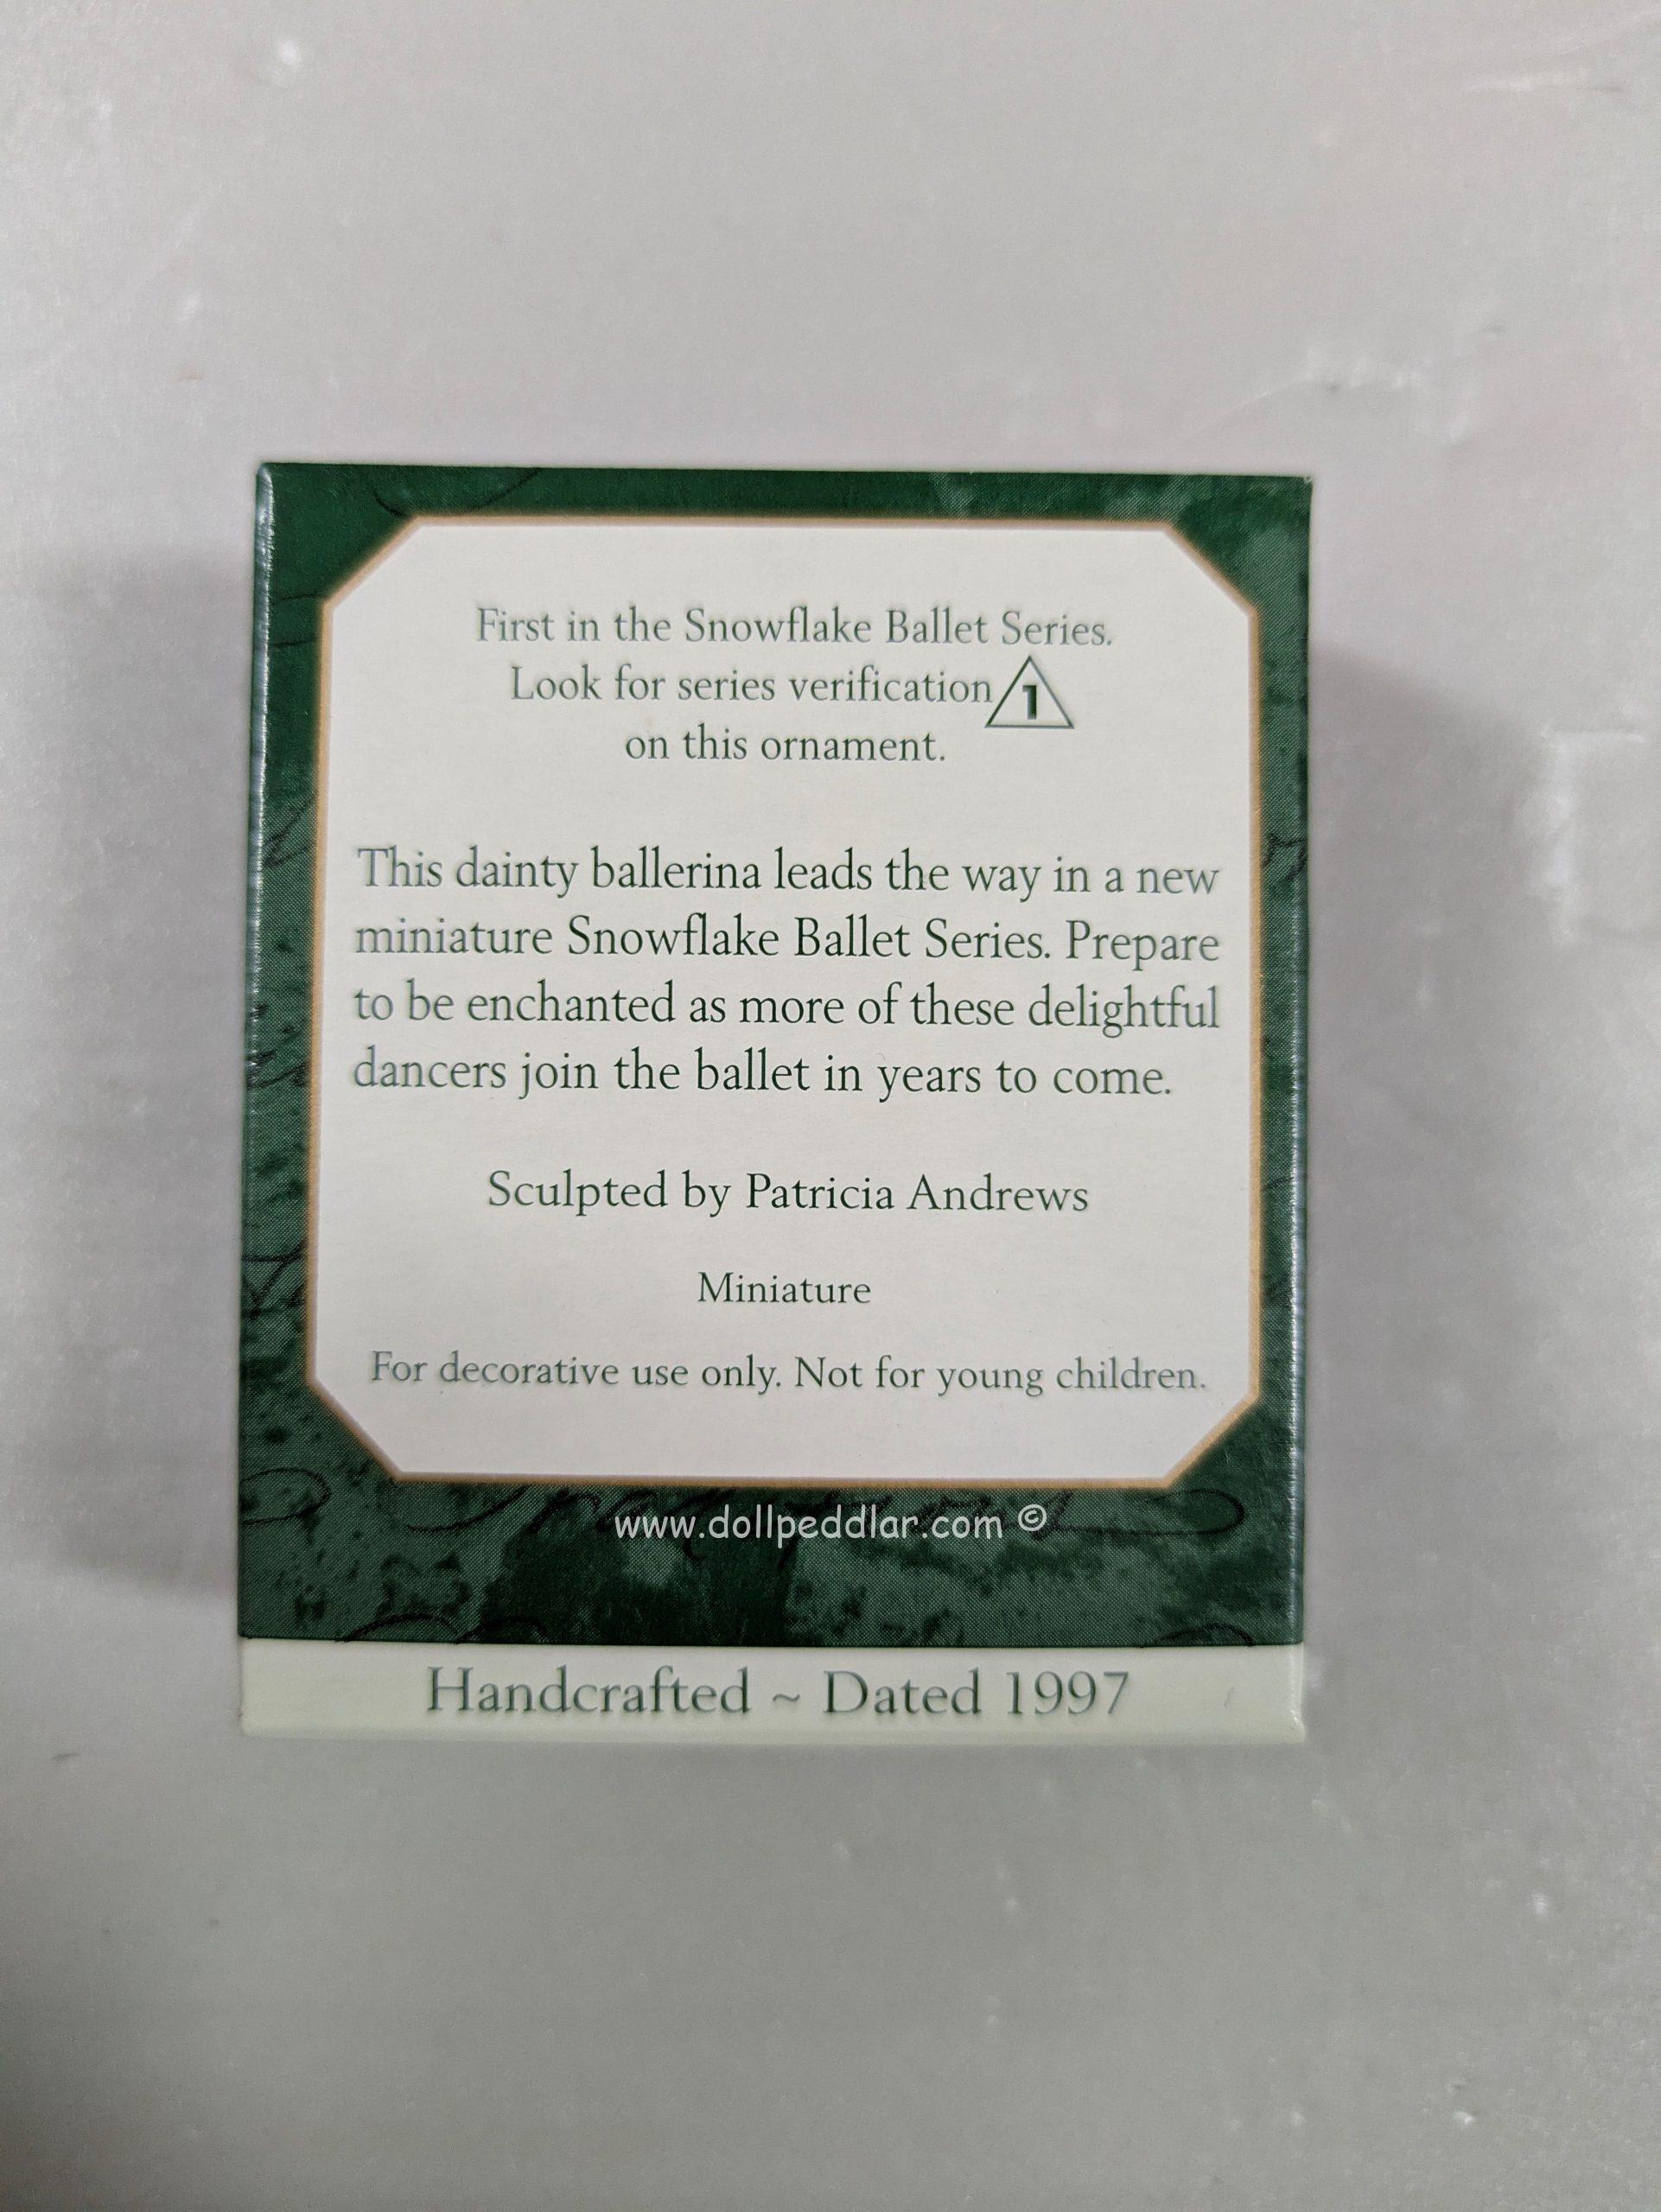 First in the Snowflake Ballet Series.
Look for series verification 1
on this ornament.
This dainty ballerina leads the way in a new
miniature Snowflake Ballet Series. Prepare
to be enchanted as more of these delightful
dancers join the ballet in years to come.
Sculpted by Patricia Andrews
Miniature
For decorative use only. Not for young children.
www.dollpeddlar.com ©
Handcrafted ~ Dated 1997